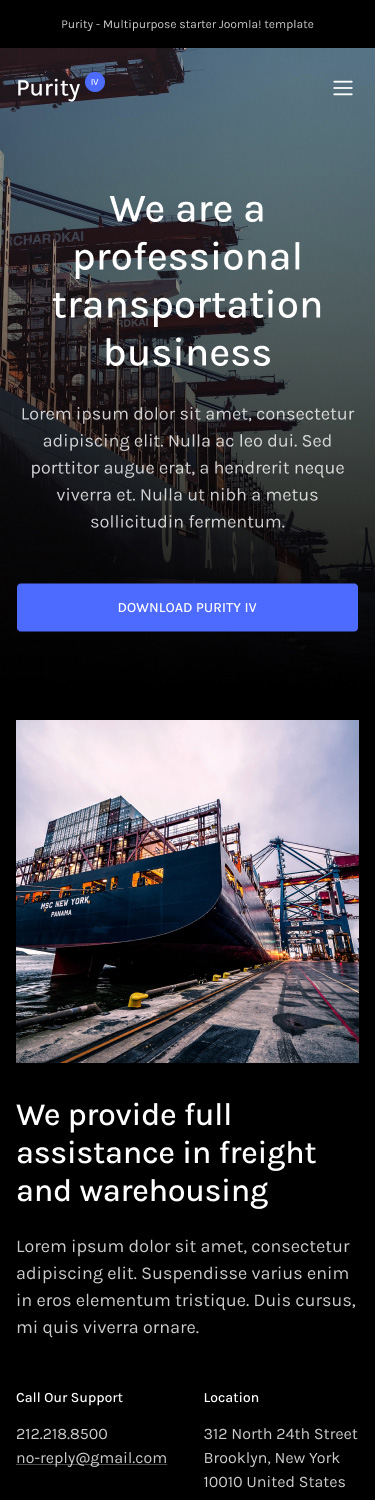 Purity - Multipurpose starter Joomla! template
Purity IV
We are a
professional
transportation
business
Lorem ipsum dolor sit amet, consectetur
adipiscing elit. Nulla ac leo dui. Sed
porttitor augue erat, a hendrerit neque
viverra et. Nulla ut nibh a metus
sollicitudin fermentum.
DOWNLOAD PURITY IV
MSC NEW YORK
PANAMA
We provide full
assistance in freight
and warehousing
Lorem ipsum dolor sit amet, consectetur
adipiscing elit. Suspendisse varius enim
in eros elementum tristique. Duis cursus,
mi quis viverra ornare.
Call Our Support
212.218.8500
no-reply@gmail.com
Location
312 North 24th Street
Brooklyn, New York
10010 United States